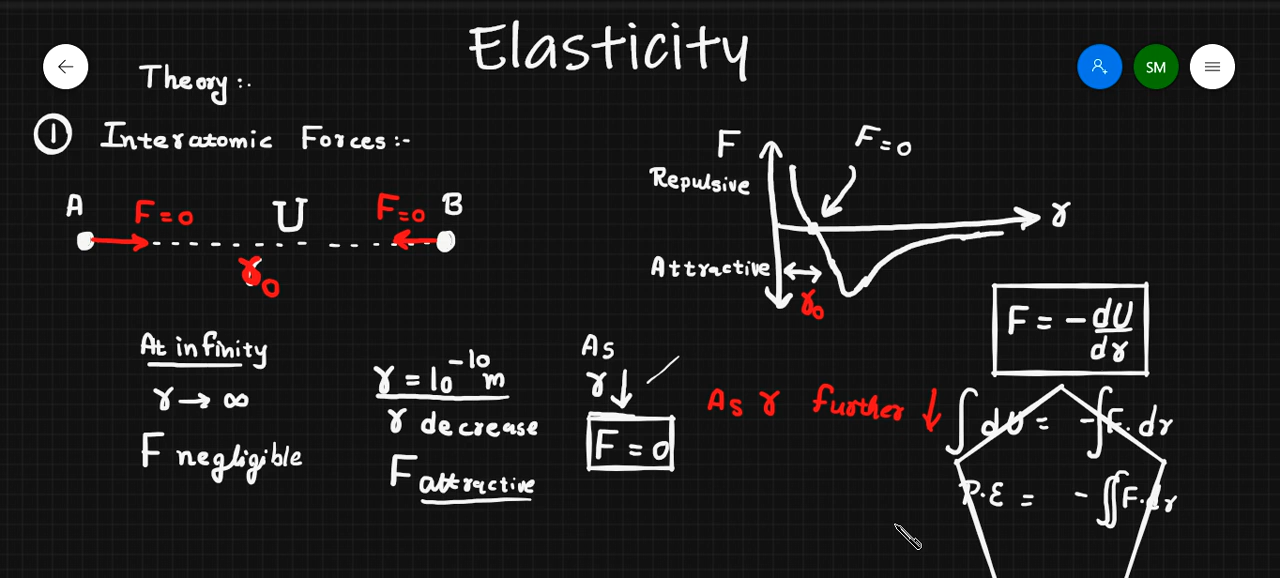 Elasticity
SM
Theory:-
① Interatomic Forces:-
A F=0 U F=0 B
r₀
F
F=0
Repulsive
r
Attractive
r₀
F = -dU/dr
At infinity
r → ∞
F negligible
r = 10⁻¹⁰ m
r decrease
F attractive
As
r ↓
F = 0
As r further ↓
∫dU = -∫F.dr
P.E = -∬F.dr